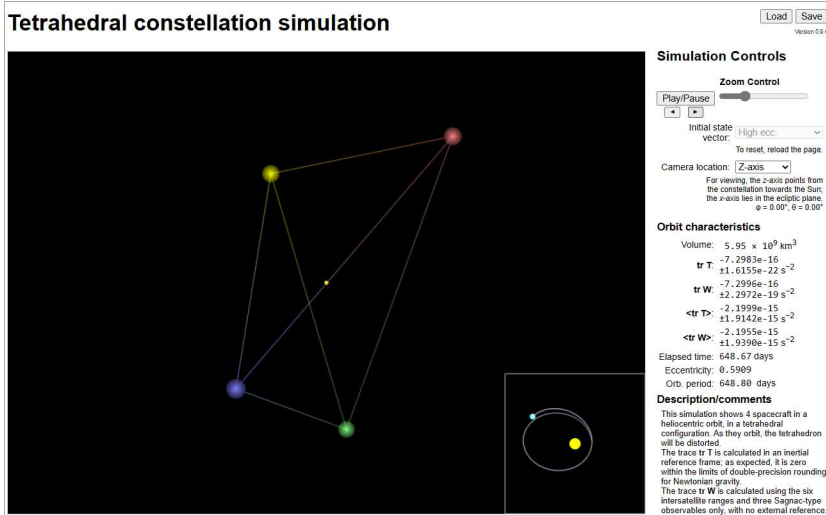 Tetrahedral constellation simulation
Load Save
Simulation Controls
Zoom Control
Play/Pause
◄ ►
Initial state vector: High ecc.
To reset, reload the page.
Camera location: Z-axis
For viewing, the z-axis points from
the constellation towards the Sun;
the x-axis lies in the ecliptic plane.
φ = 0.00°, θ = 0.00°
Orbit characteristics
Volume: 5.95 × 10⁹ km³
tr T: -7.2983e-16
±1.6155e-22 s⁻²
tr W: -7.2996e-16
±2.2972e-19 s⁻²
<tr T>: -2.1999e-15
±1.9142e-15 s⁻²
<tr W>: -2.1955e-15
±1.9390e-15 s⁻²
Elapsed time: 648.67 days
Eccentricity: 0.5909
Orb. period: 648.80 days
Description/comments
This simulation shows 4 spacecraft in a
heliocentric orbit, in a tetrahedral
configuration. As they orbit, the tetrahedron
will be distorted.
The trace tr T is calculated in an inertial
reference frame; as expected, it is zero
within the limits of double-precision rounding
for Newtonian gravity.
The trace tr W is calculated using the six
intersatellite ranges and three Sagnac-type
observables only, with no external reference